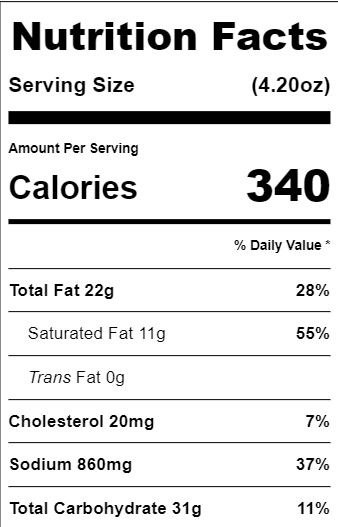 Nutrition Facts
Serving Size (4.20oz)
Amount Per Serving
Calories 340
% Daily Value *
Total Fat 22g 28%
Saturated Fat 11g 55%
Trans Fat 0g
Cholesterol 20mg 7%
Sodium 860mg 37%
Total Carbohydrate 31g 11%